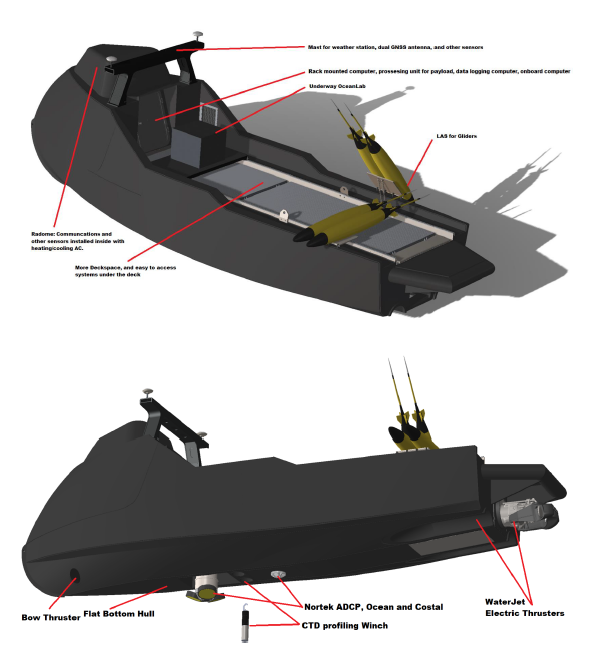 Mast for weather station, dual GNSS antenna, and other sensors
Rack mounted computer, prossesing unit for payload, data logging computer, onboard computer
Underway OceanLab
LAS for Gliders
Radome: Communcations and
other sensors installed inside with
heating/cooling AC.
More Deckspace, and easy to access
systems under the deck
Bow Thruster
Flat Bottom Hull
Nortek ADCP, Ocean and Costal
CTD profiling Winch
WaterJet
Electric Thrusters